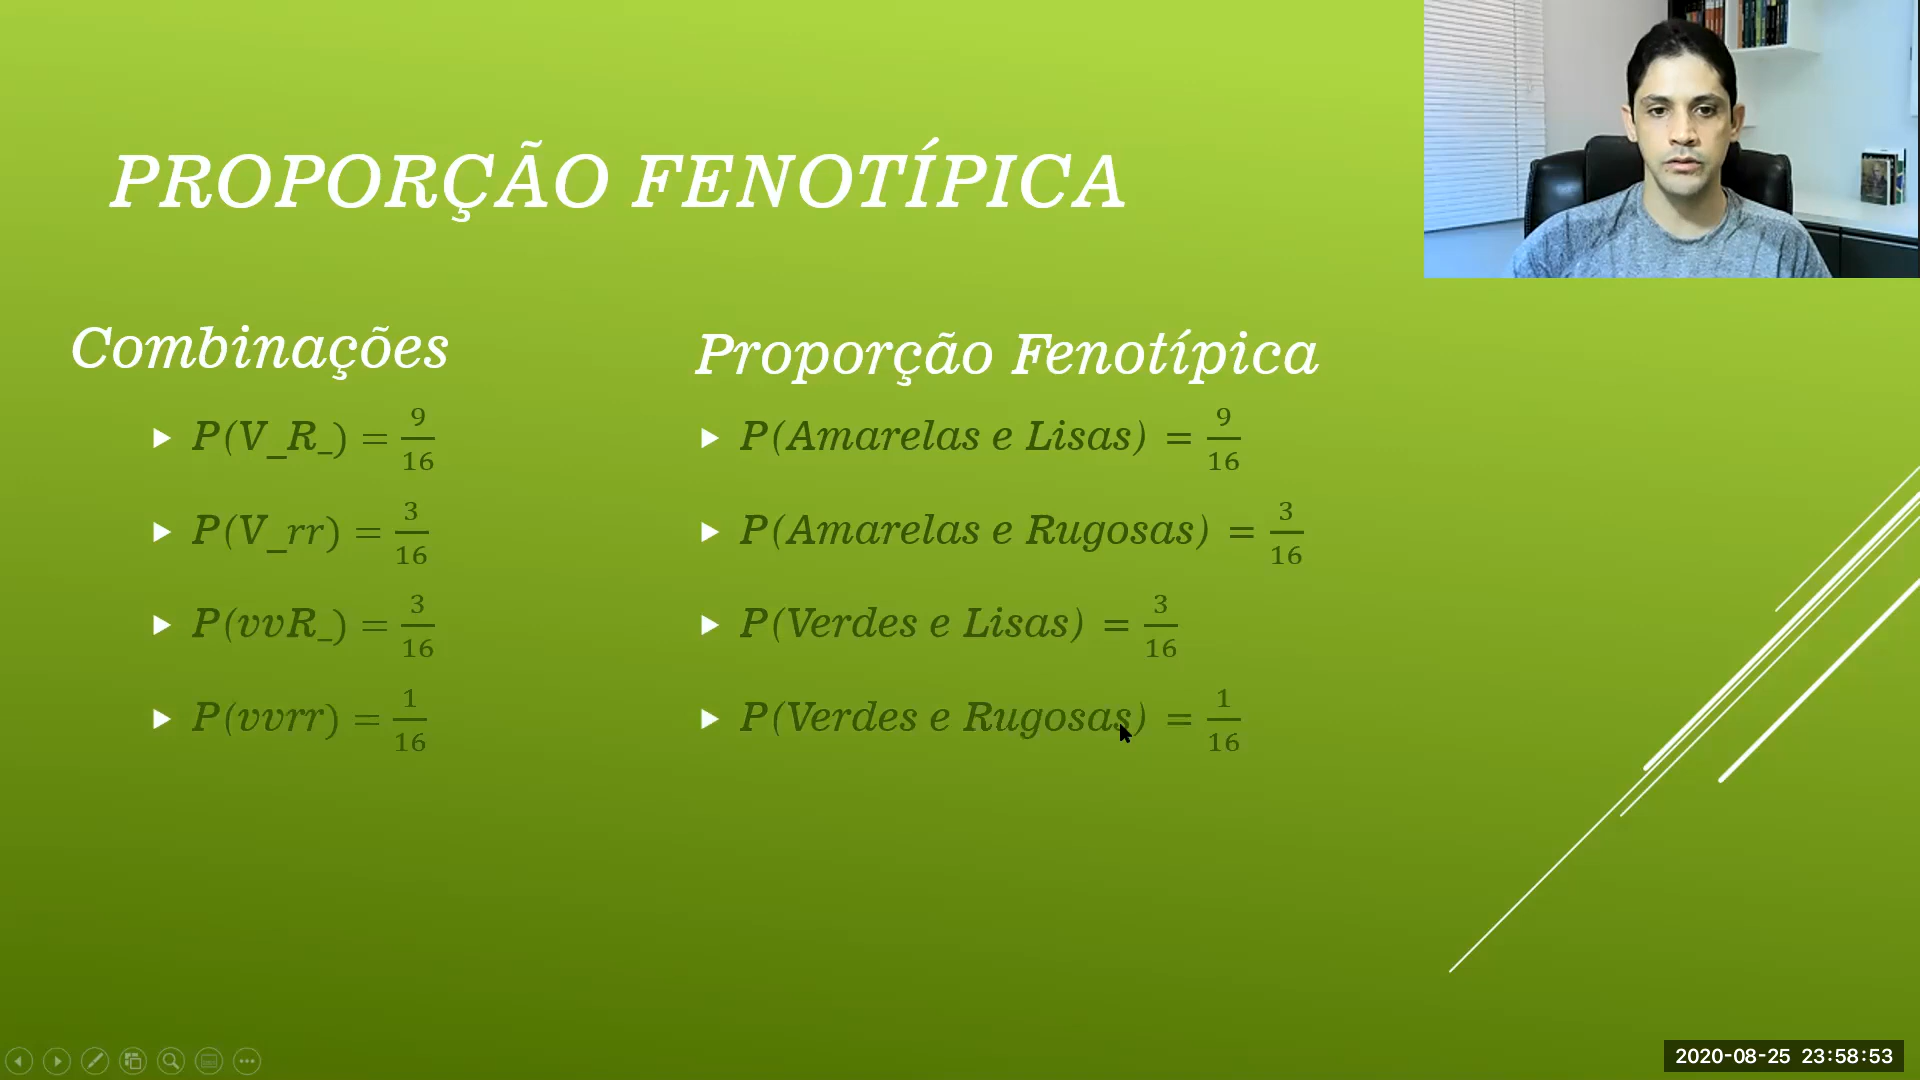 PROPORÇÃO FENOTÍPICA
Combinações
P(V_R_) = 9/16
P(V_rr) = 3/16
P(vvR_) = 3/16
P(vvrr) = 1/16
Proporção Fenotípica
P(Amarelas e Lisas) = 9/16
P(Amarelas e Rugosas) = 3/16
P(Verdes e Lisas) = 3/16
P(Verdes e Rugosas) = 1/16
2020-08-25 23:58:53